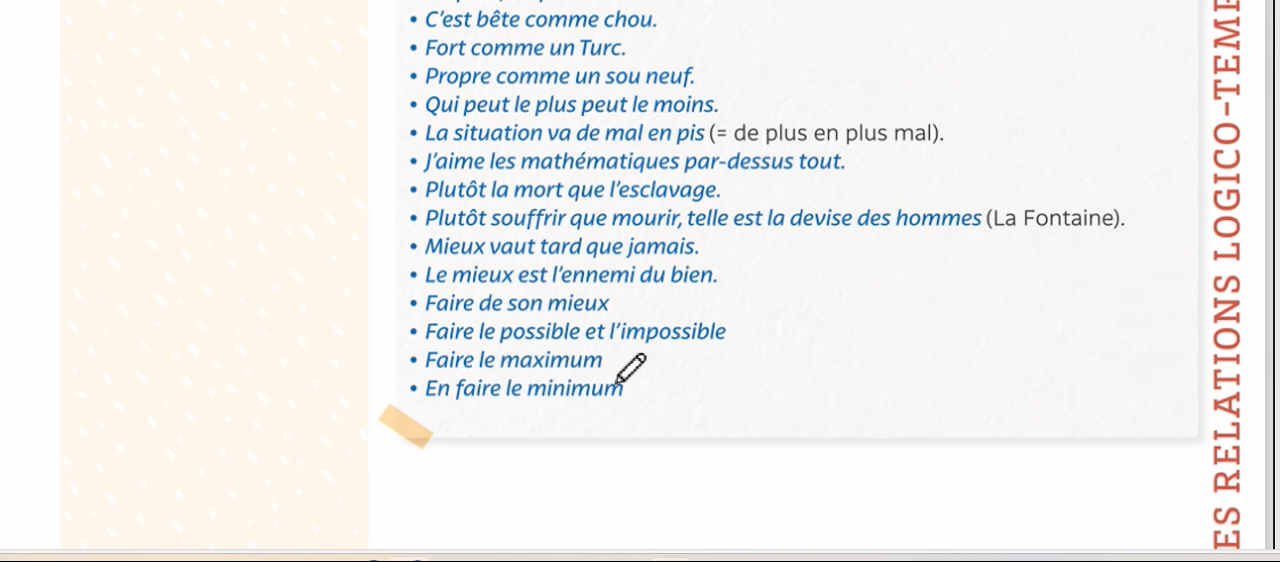 • C'est bête comme chou.
• Fort comme un Turc.
• Propre comme un sou neuf.
• Qui peut le plus peut le moins.
• La situation va de mal en pis (= de plus en plus mal).
• J'aime les mathématiques par-dessus tout.
• Plutôt la mort que l'esclavage.
• Plutôt souffrir que mourir, telle est la devise des hommes (La Fontaine).
• Mieux vaut tard que jamais.
• Le mieux est l'ennemi du bien.
• Faire de son mieux
• Faire le possible et l'impossible
• Faire le maximum
• En faire le minimum
ES RELATIONS LOGICO-TEM